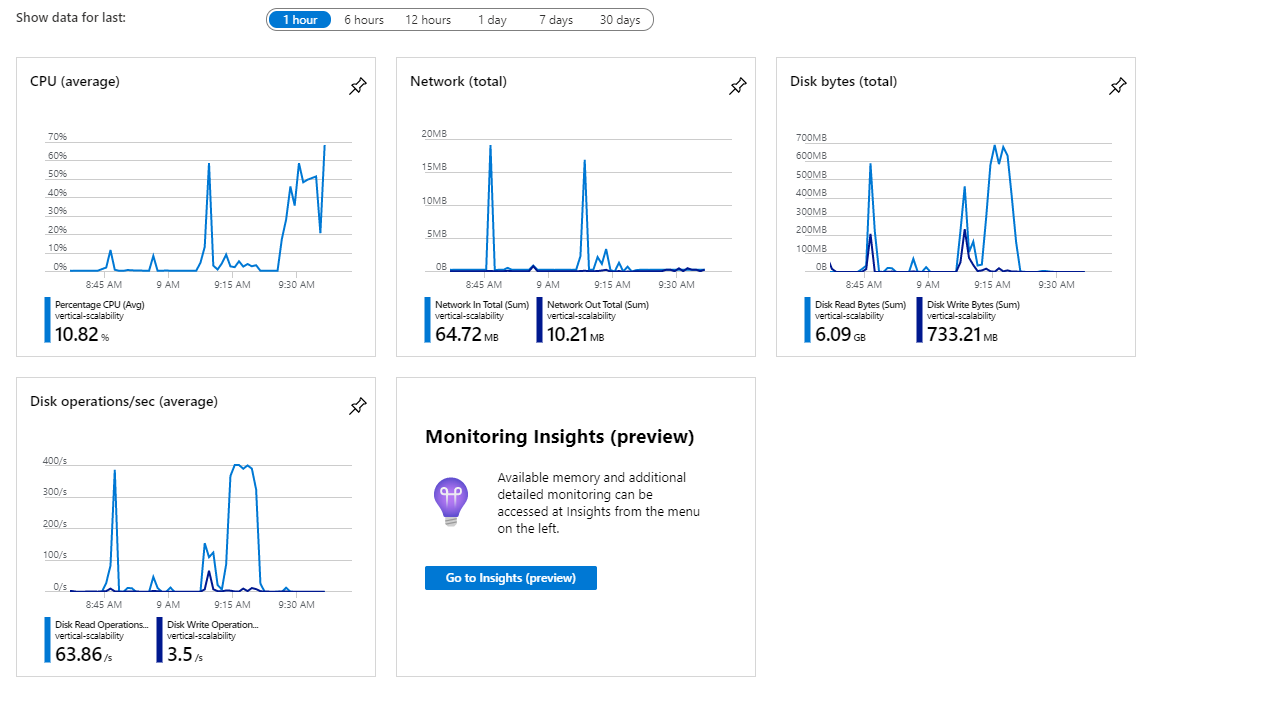 Show data for last:
1 hour 6 hours 12 hours 1 day 7 days 30 days
CPU (average)
70%
60%
50%
40%
30%
20%
10%
0%
8:45 AM 9 AM 9:15 AM 9:30 AM
Percentage CPU (Avg)
vertical-scalability
10.82 %
Network (total)
20MB
15MB
10MB
5MB
0B
8:45 AM 9 AM 9:15 AM 9:30 AM
Network In Total (Sum)
vertical-scalability
64.72 MB
Network Out Total (Sum)
vertical-scalability
10.21 MB
Disk bytes (total)
700MB
600MB
500MB
400MB
300MB
200MB
100MB
0B
8:45 AM 9 AM 9:15 AM 9:30 AM
Disk Read Bytes (Sum)
vertical-scalability
6.09 GB
Disk Write Bytes (Sum)
vertical-scalability
733.21 MB
Disk operations/sec (average)
400/s
300/s
200/s
100/s
0/s
8:45 AM 9 AM 9:15 AM 9:30 AM
Disk Read Operations...
vertical-scalability
63.86 /s
Disk Write Operation...
vertical-scalability
3.5 /s
Monitoring Insights (preview)
Available memory and additional
detailed monitoring can be
accessed at Insights from the menu
on the left.
Go to Insights (preview)